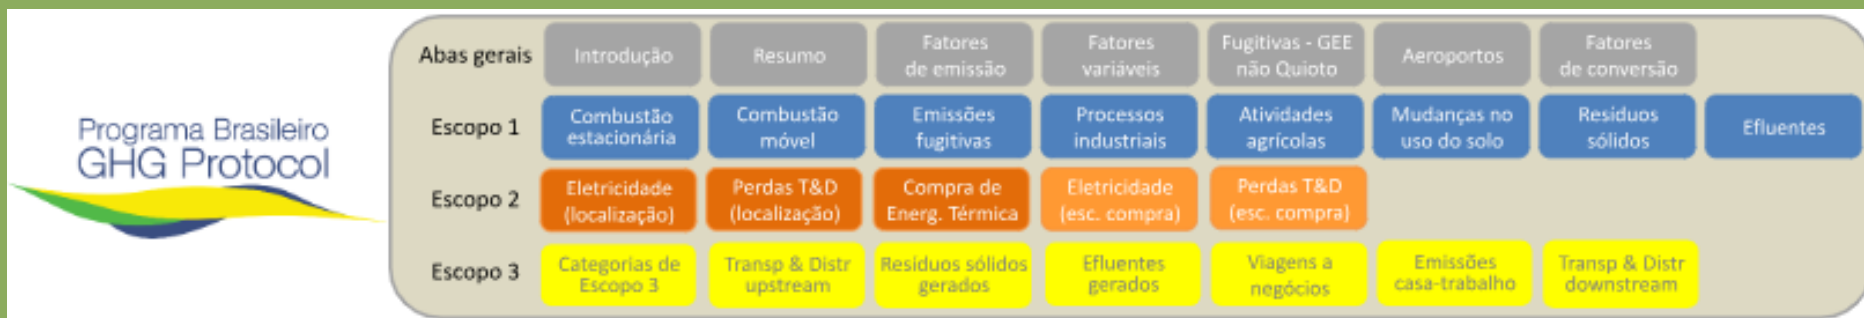 Programa Brasileiro
GHG Protocol
Abas gerais
Introdução
Resumo
Fatores
de emissão
Fatores
variáveis
Fugitivas - GEE
não Quioto
Aeroportos
Fatores
de conversão
Escopo 1
Combustão
estacionária
Combustão
móvel
Emissões
fugitivas
Processos
industriais
Atividades
agrícolas
Mudanças no
uso do solo
Resíduos
sólidos
Efluentes
Escopo 2
Eletricidade
(localização)
Perdas T&D
(localização)
Compra de
Energ. Térmica
Eletricidade
(esc. compra)
Perdas T&D
(esc. compra)
Escopo 3
Categorias de
Escopo 3
Transp & Distr
upstream
Resíduos sólidos
gerados
Efluentes
gerados
Viagens a
negócios
Emissões
casa-trabalho
Transp & Distr
downstream